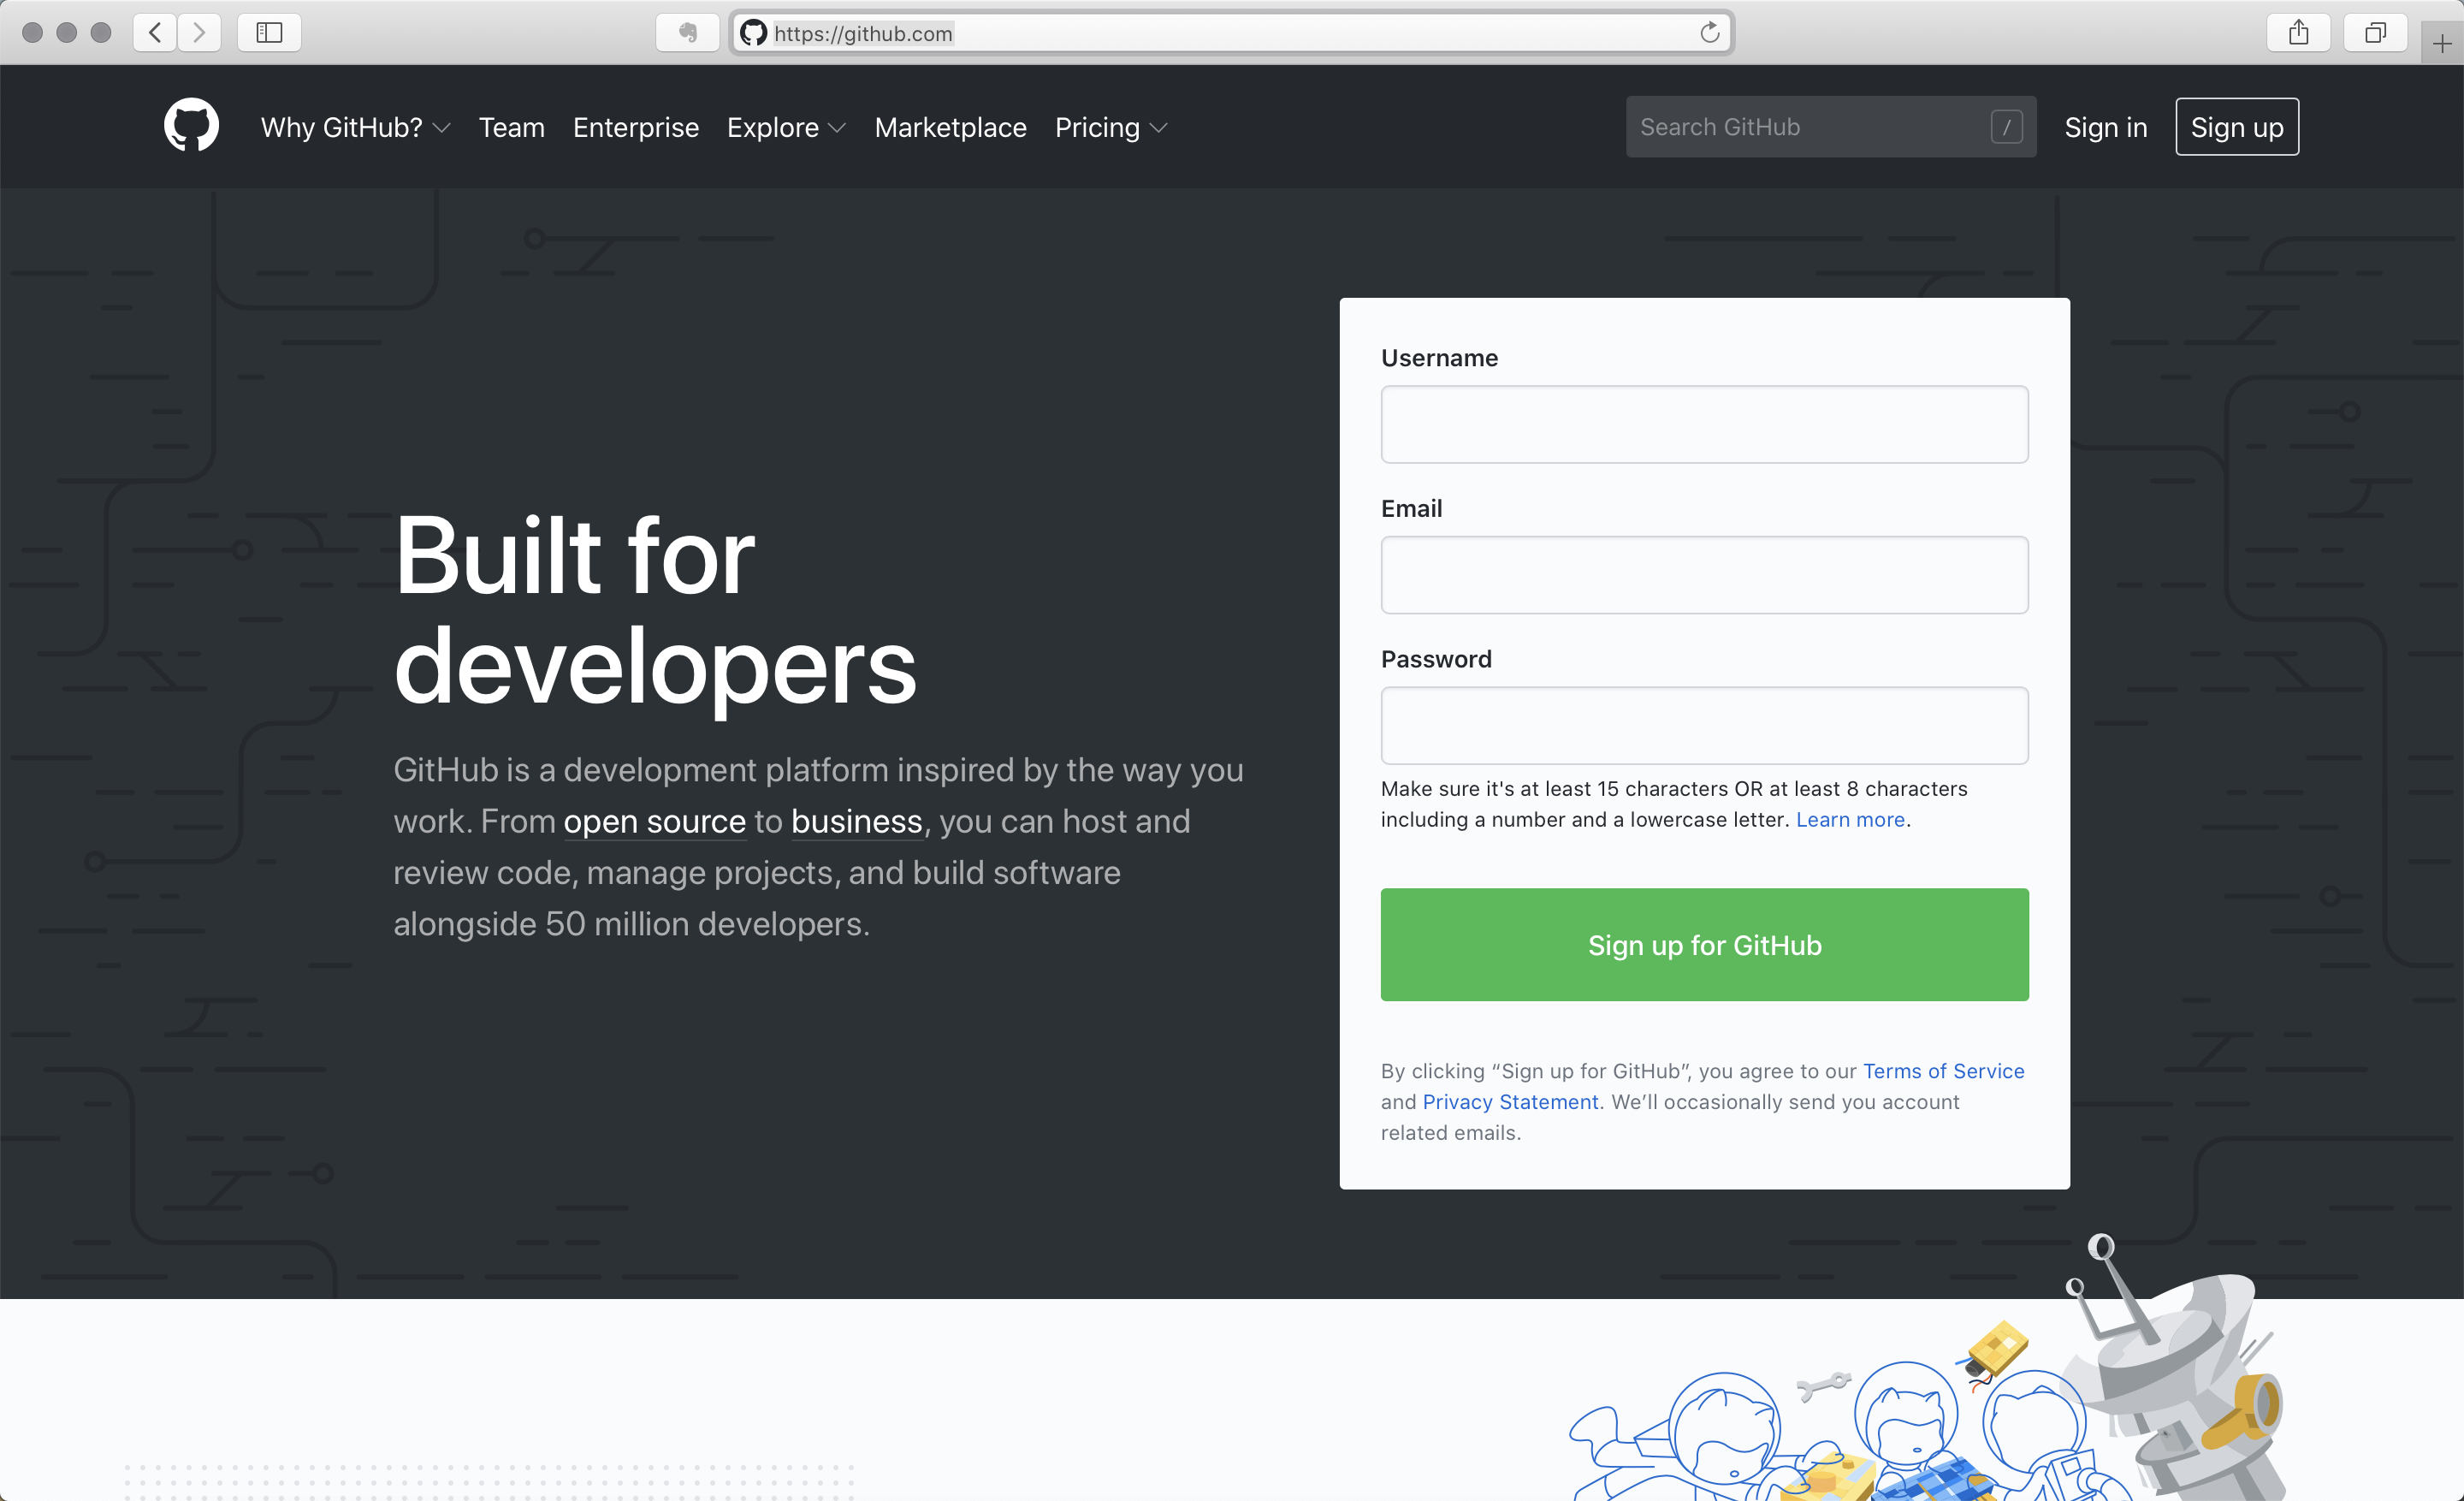 https://github.com
Why GitHub? Team Enterprise Explore Marketplace Pricing
Search GitHub / Sign in Sign up
Built for
developers
GitHub is a development platform inspired by the way you
work. From open source to business, you can host and
review code, manage projects, and build software
alongside 50 million developers.
Username
Email
Password
Make sure it's at least 15 characters OR at least 8 characters
including a number and a lowercase letter. Learn more.
Sign up for GitHub
By clicking “Sign up for GitHub”, you agree to our Terms of Service
and Privacy Statement. We’ll occasionally send you account
related emails.